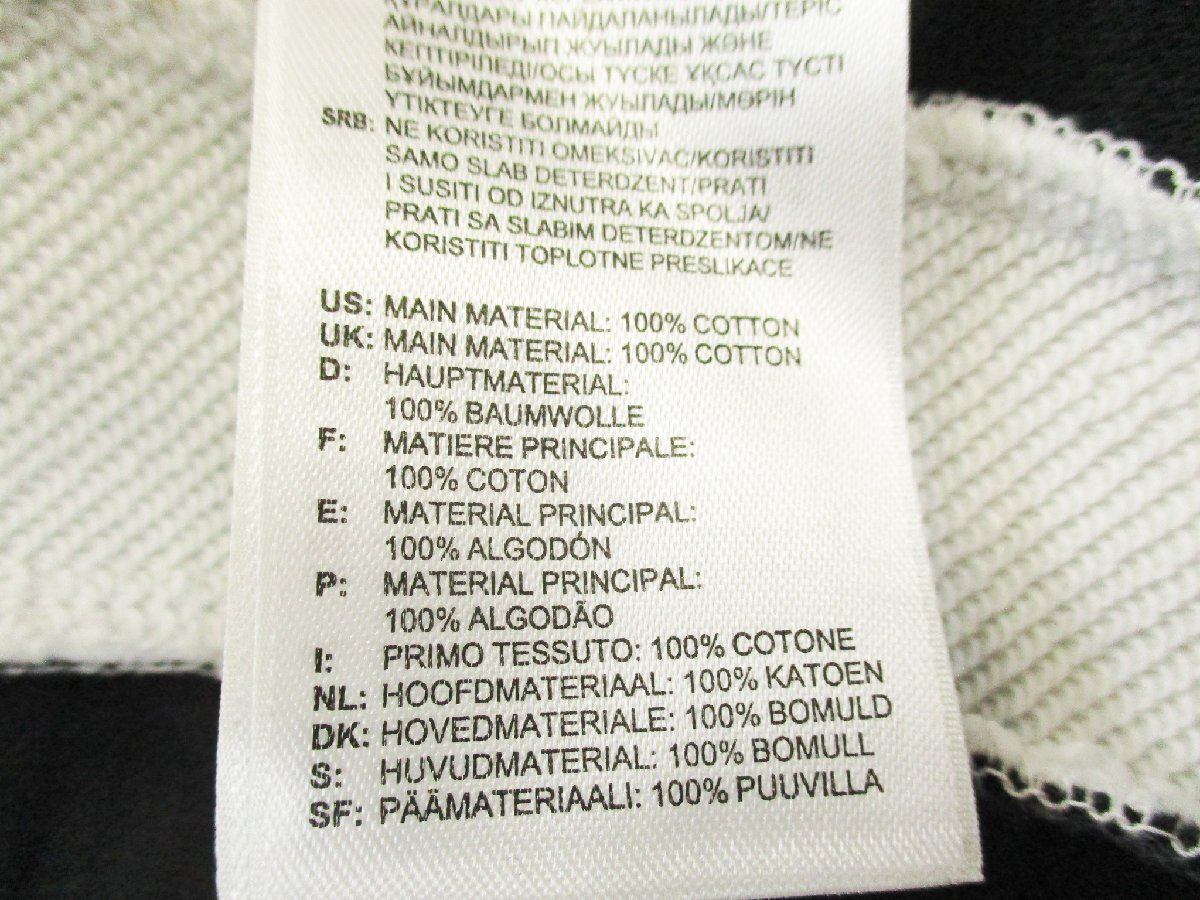 ҚҰРАЛДАРЫ ПАЙДАЛАНЫЛАДЫ/ТЕРІС
АЙНАЛДЫРЫП ЖУЫЛАДЫ ЖӘНЕ
КЕПТІРІЛЕДІ/ОСЫ ТҮСКЕ ҰҚСАС ТҮСТІ
БҰЙЫМДАРМЕН ЖУЫЛАДЫ/МӨРІН
ҮТІКТЕУГЕ БОЛМАЙДЫ
SRB: NE KORISTITI OMEKSIVAC/KORISTITI
SAMO SLAB DETERDZENT/PRATI
I SUSITI OD IZNUTRA KA SPOLJA/
PRATI SA SLABIM DETERDZENTOM/NE
KORISTITI TOPLOTNE PRESLIKACE
US: MAIN MATERIAL: 100% COTTON
UK: MAIN MATERIAL: 100% COTTON
D: HAUPTMATERIAL:
100% BAUMWOLLE
F: MATIERE PRINCIPALE:
100% COTON
E: MATERIAL PRINCIPAL:
100% ALGODÓN
P: MATERIAL PRINCIPAL:
100% ALGODÃO
I: PRIMO TESSUTO: 100% COTONE
NL: HOOFDMATERIAAL: 100% KATOEN
DK: HOVEDMATERIALE: 100% BOMULD
S: HUVUDMATERIAL: 100% BOMULL
SF: PÄÄMATERIAALI: 100% PUUVILLA